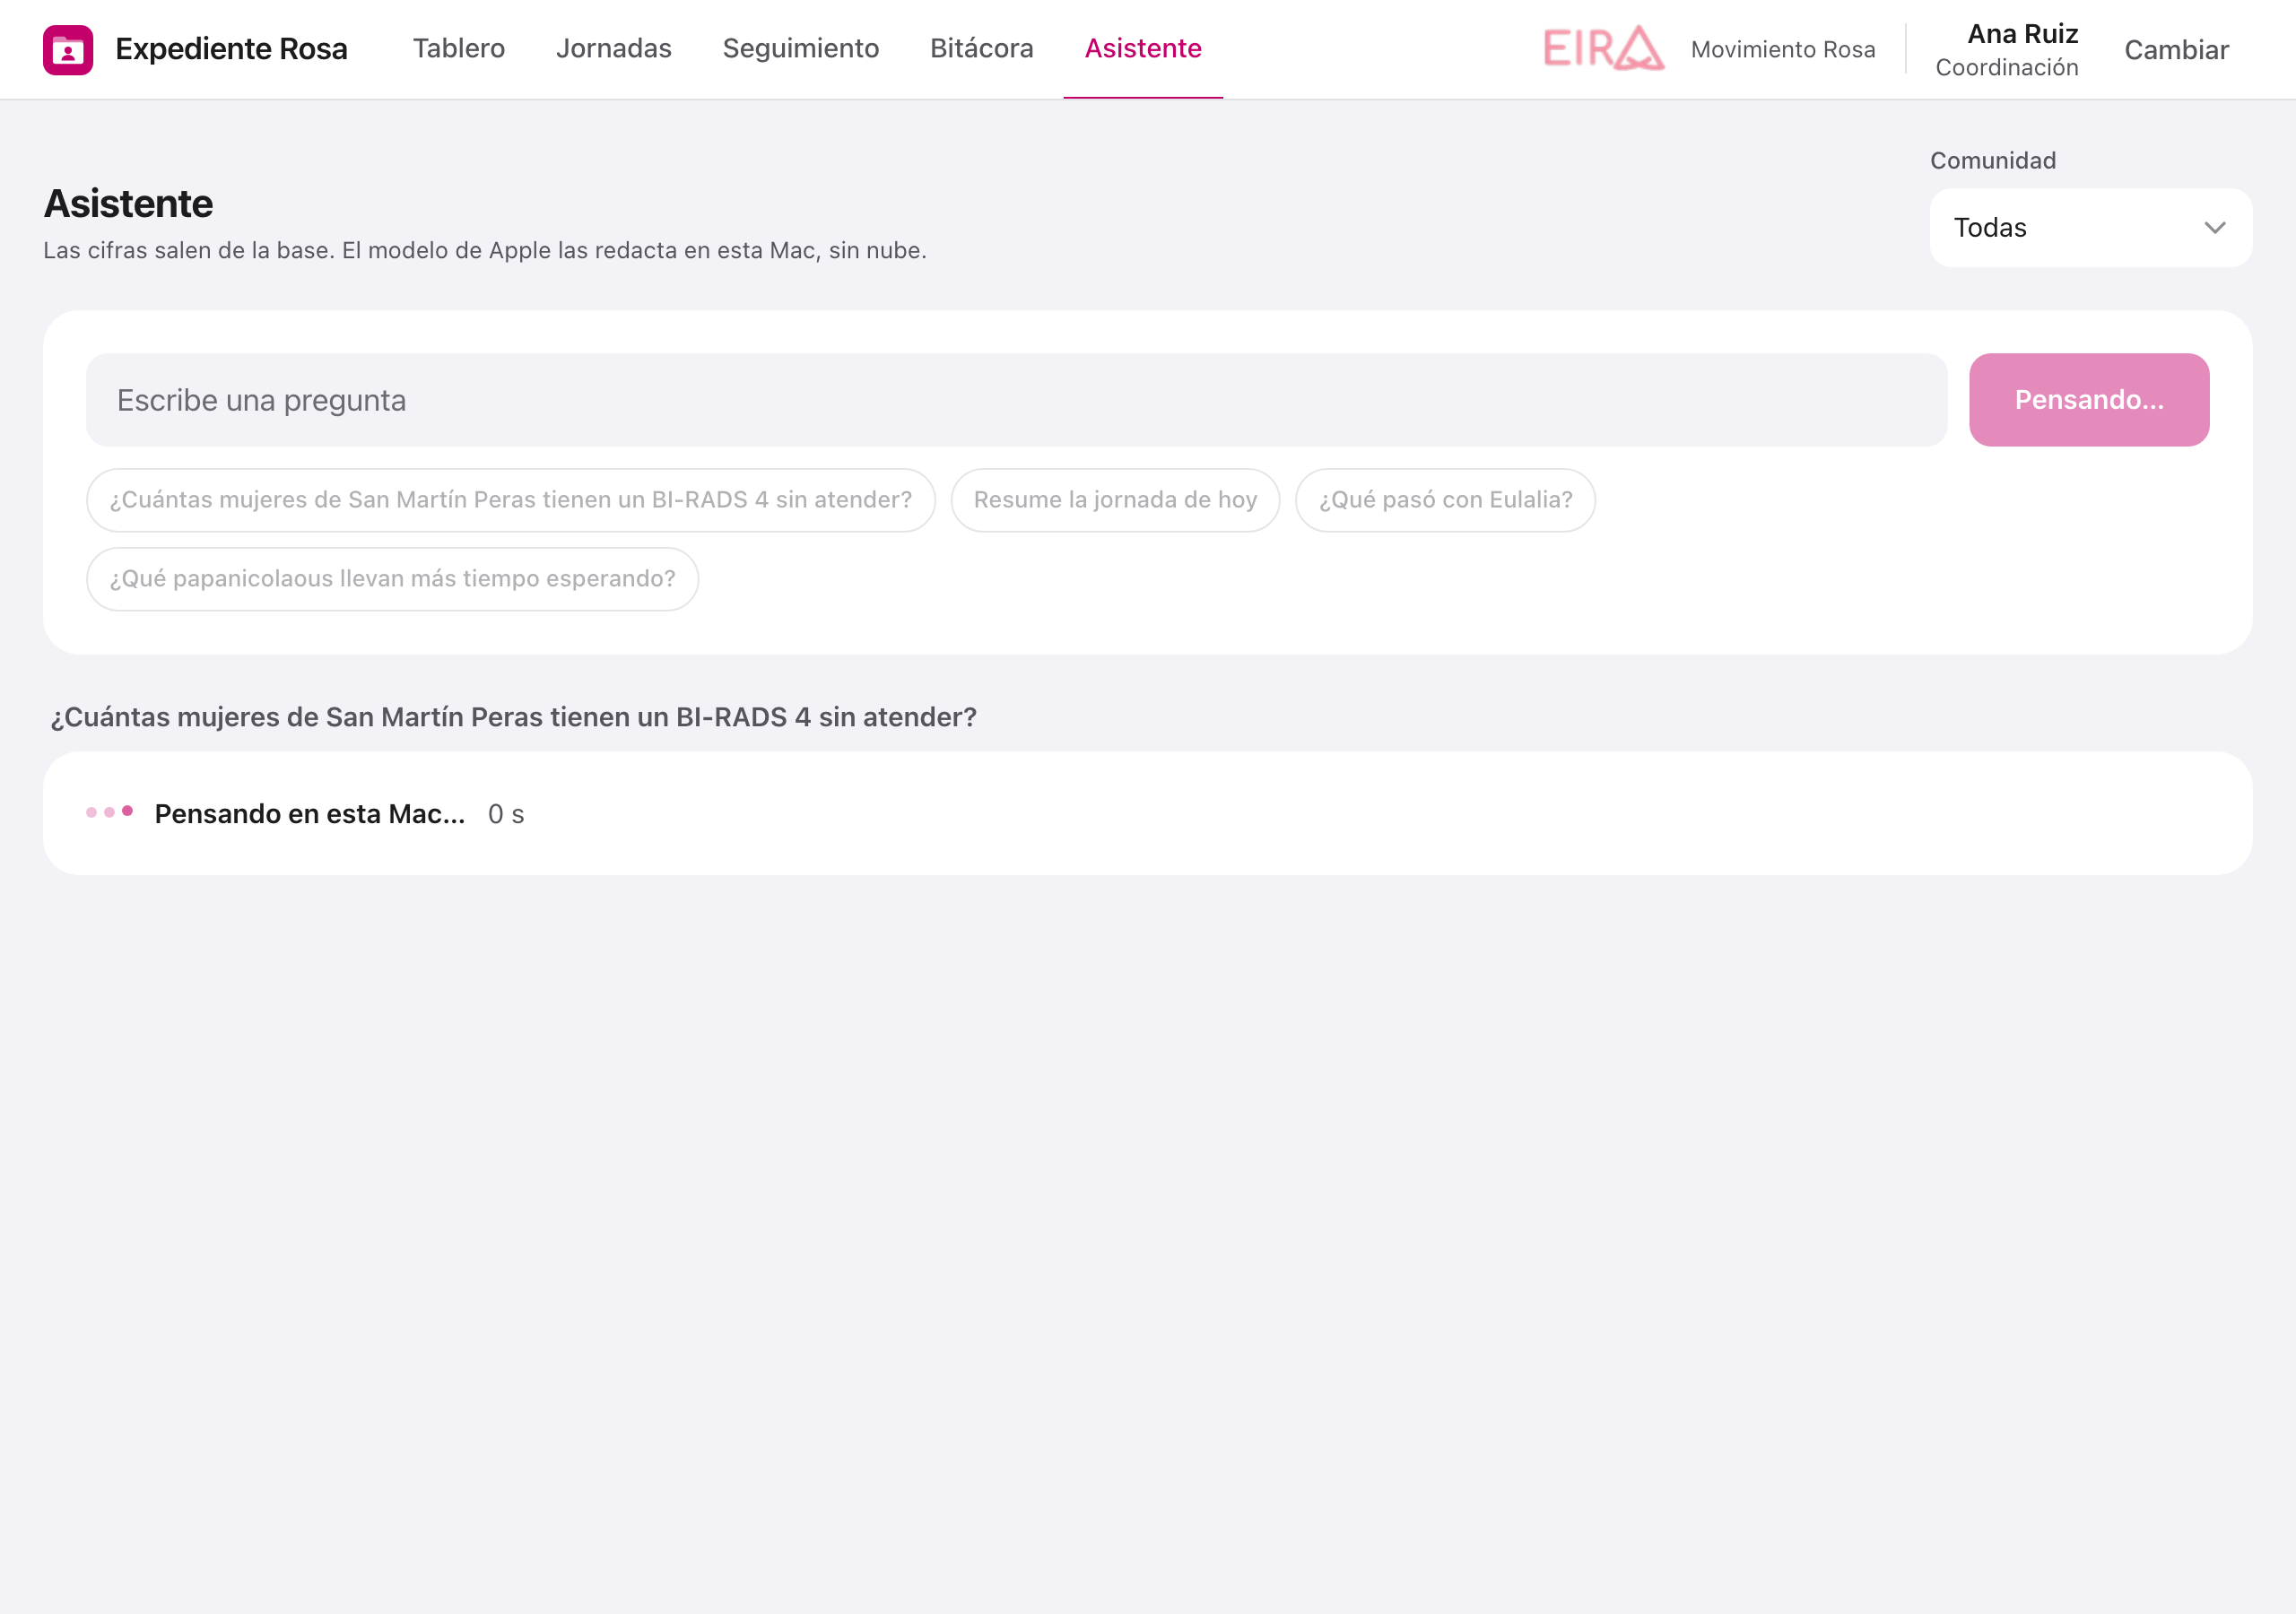 Expediente Rosa
Tablero
Jornadas
Seguimiento
Bitácora
Asistente
EIRA
Movimiento Rosa
Ana Ruiz
Coordinación
Cambiar
Comunidad
Todas
Asistente
Las cifras salen de la base. El modelo de Apple las redacta en esta Mac, sin nube.
Escribe una pregunta
Pensando...
¿Cuántas mujeres de San Martín Peras tienen un BI-RADS 4 sin atender?
Resume la jornada de hoy
¿Qué pasó con Eulalia?
¿Qué papanicolaous llevan más tiempo esperando?
¿Cuántas mujeres de San Martín Peras tienen un BI-RADS 4 sin atender?
Pensando en esta Mac... 0 s